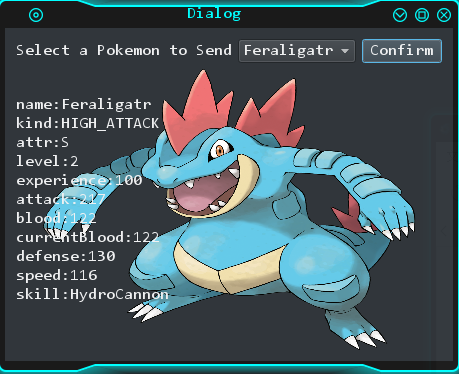 Dialog
Select a Pokemon to Send Feraligatr Confirm
name:Feraligatr
kind:HIGH_ATTACK
attr:S
level:2
experience:100
attack:217
blood:122
currentBlood:122
defense:130
speed:116
skill:HydroCannon